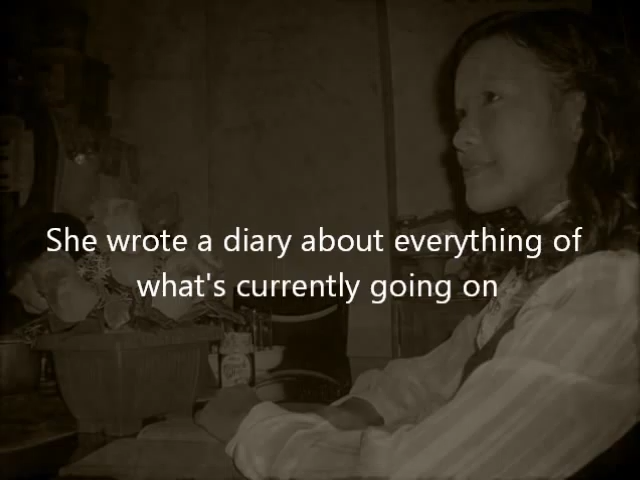 She wrote a diary about everything of
what's currently going on